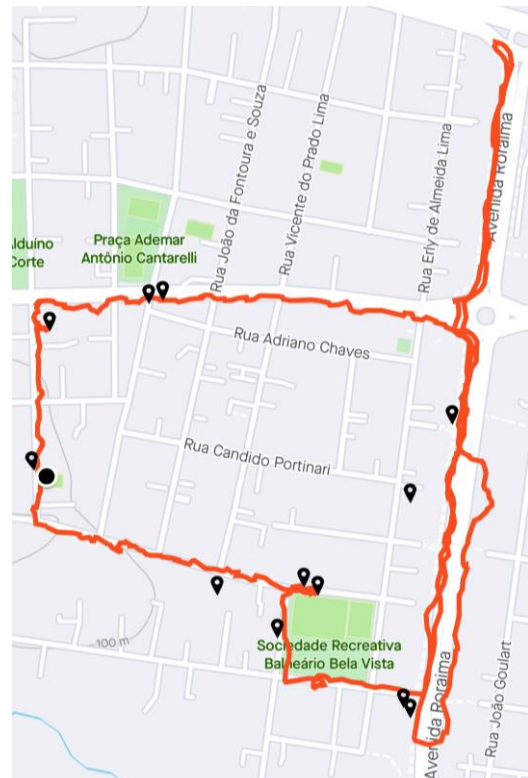 Rua João da Fontoura e Souza
Rua Vicente do Prado Lima
Rua Erly de Almeida Lima
Avenida Roraima
lduíno
Corte
Praça Ademar
Antônio Cantarelli
Rua Adriano Chaves
Rua Candido Portinari
100 m
Sociedade Recreativa
Balneário Bela Vista
Avenida Roraima
Rua João Goulart